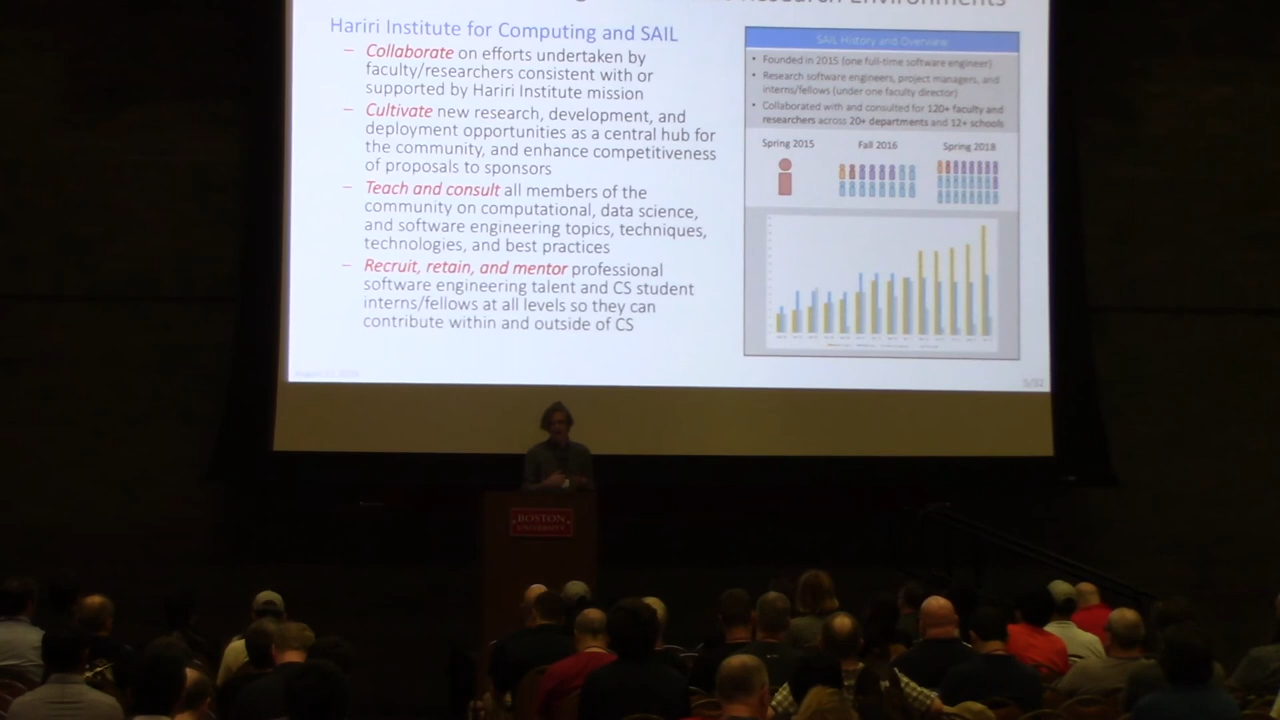 Research Environments
Hariri Institute for Computing and SAIL
– Collaborate on efforts undertaken by
faculty/researchers consistent with or
supported by Hariri Institute mission
– Cultivate new research, development, and
deployment opportunities as a central hub for
the community, and enhance competitiveness
of proposals to sponsors
– Teach and consult all members of the
community on computational, data science,
and software engineering topics, techniques,
technologies, and best practices
– Recruit, retain, and mentor professional
software engineering talent and CS student
interns/fellows at all levels so they can
contribute within and outside of CS
SAIL History and Overview
• Founded in 2015 (one full-time software engineer)
• Research software engineers, project managers, and
interns/fellows (under one faculty director)
• Collaborated with and consulted for 120+ faculty and
researchers across 20+ departments and 12+ schools
Spring 2015 Fall 2016 Spring 2018
BOSTON
UNIVERSITY